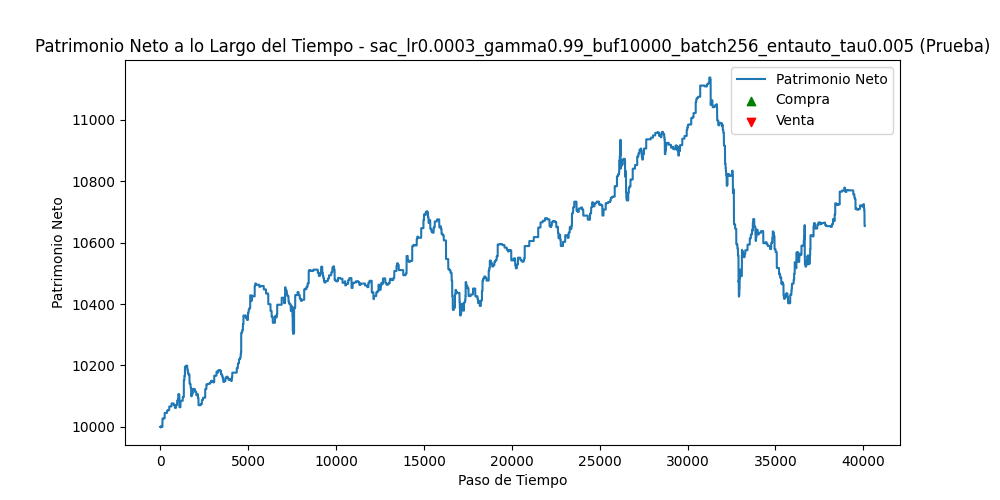 Patrimonio Neto a lo Largo del Tiempo - sac_lr0.0003_gamma0.99_buf10000_batch256_entauto_tau0.005 (Prueba)
Patrimonio Neto
Compra
Venta
Patrimonio Neto
11000
10800
10600
10400
10200
10000
0 5000 10000 15000 20000 25000 30000 35000 40000
Paso de Tiempo